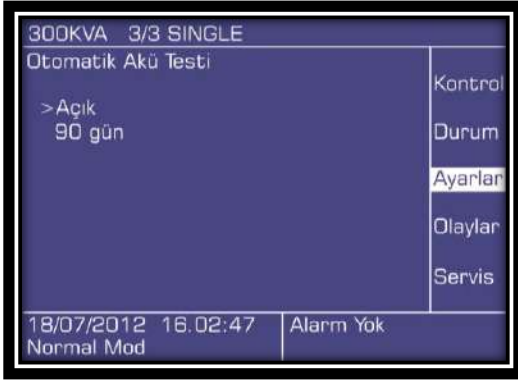 300KVA 3/3 SINGLE
Otomatik Akü Testi
>Açık
90 gün
Kontrol
Durum
Ayarlar
Olaylar
Servis
18/07/2012 16.02:47
Normal Mod
Alarm Yok